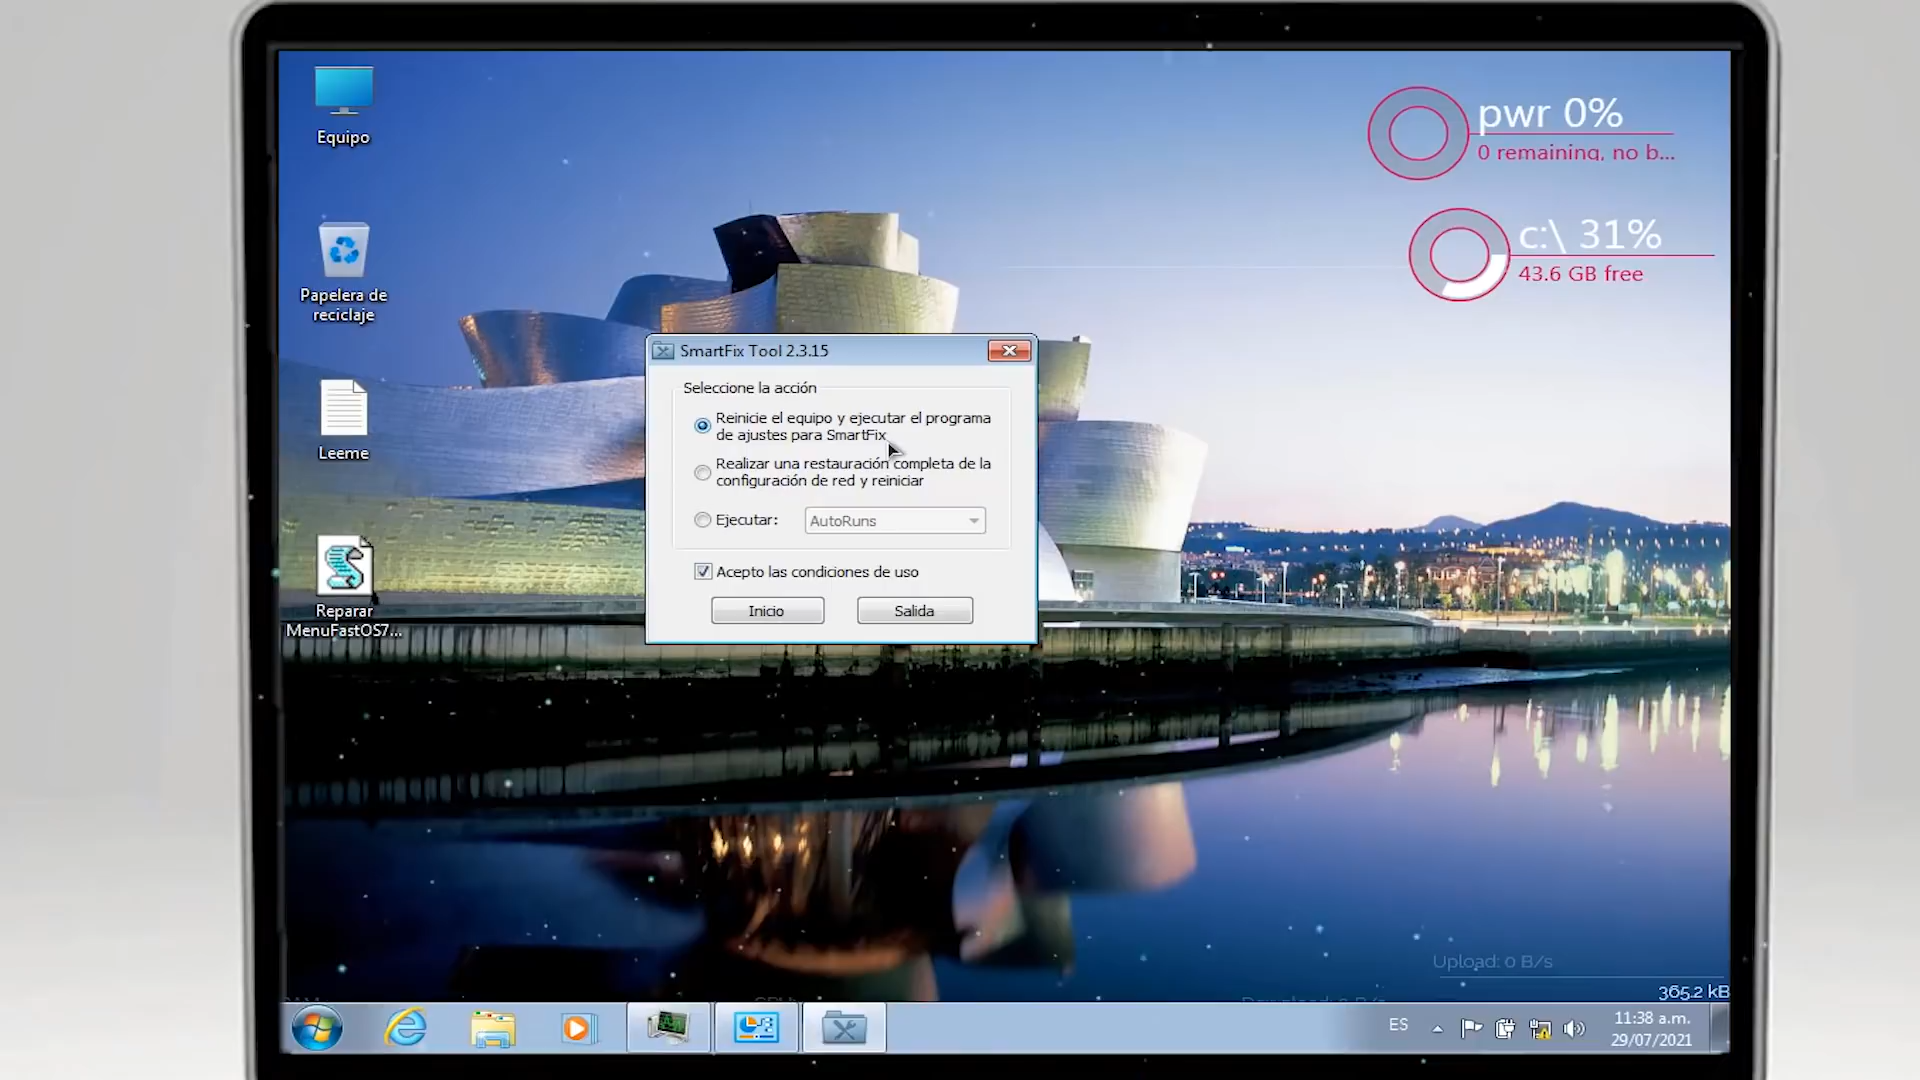 Equipo
Papelera de
reciclaje
Leeme
Reparar
MenuFastOS7...
pwr 0%
0 remaining, no b...
c:\ 31%
43.6 GB free
SmartFix Tool 2.3.15
Seleccione la acción
Reinicie el equipo y ejecutar el programa
de ajustes para SmartFix
Realizar una restauración completa de la
configuración de red y reiniciar
Ejecutar:
AutoRuns
Acepto las condiciones de uso
Inicio
Salida
Upload: 0 B/s
365.2 kB
ES
11:38 a.m.
29/07/2021